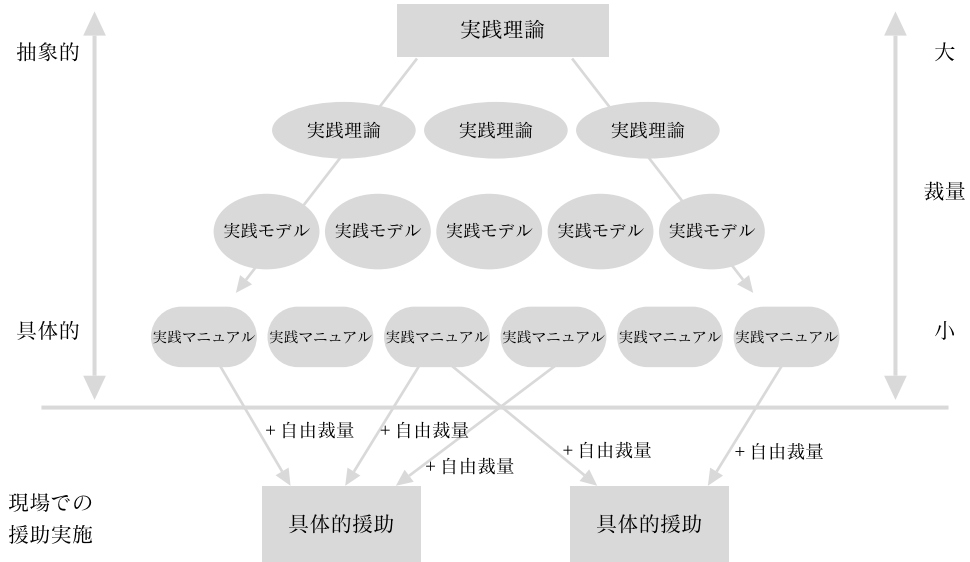 実践理論
抽象的
大
実践理論
実践理論
実践理論
裁量
実践モデル
実践モデル
実践モデル
実践モデル
実践モデル
具体的
小
実践マニュアル
実践マニュアル
実践マニュアル
実践マニュアル
実践マニュアル
実践マニュアル
+ 自由裁量
+ 自由裁量
+ 自由裁量
+ 自由裁量
+ 自由裁量
現場での
援助実施
具体的援助
具体的援助